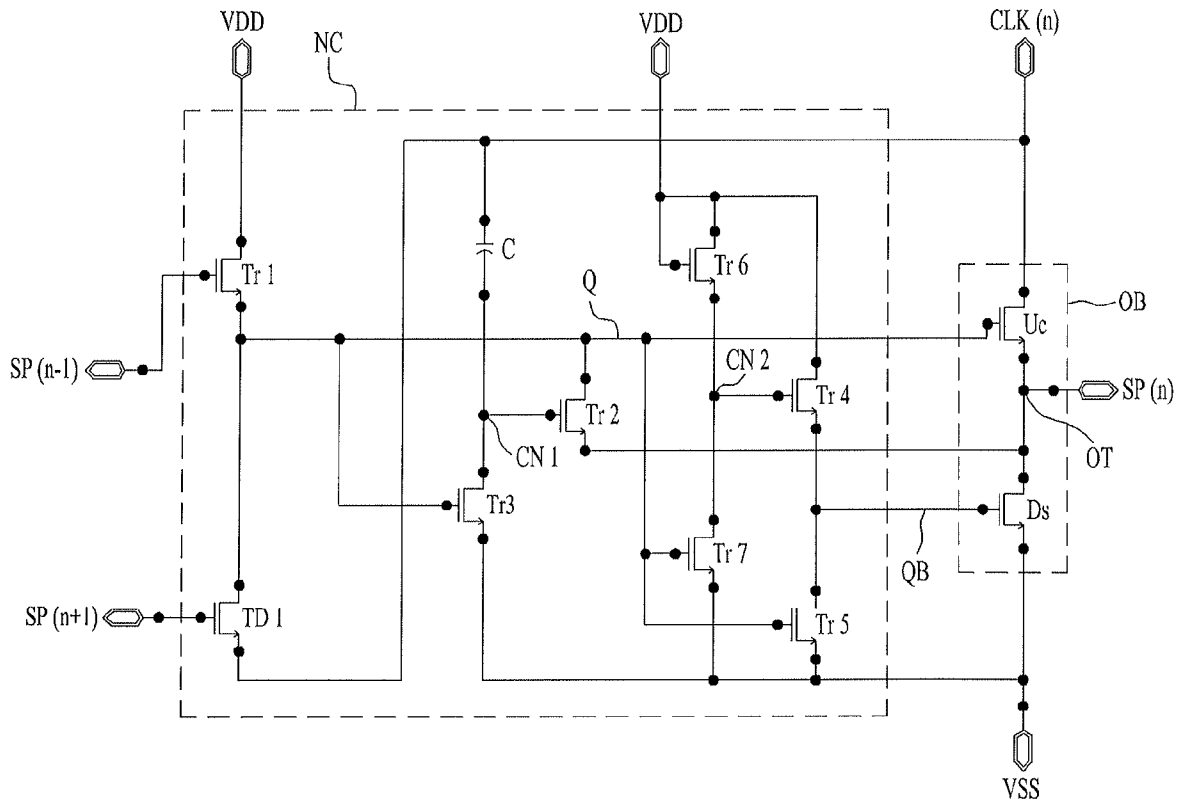 VDD
NC
VDD
CLK (n)
C
Tr 1
Tr 6
Q
OB
Uc
SP (n-1)
CN 2
Tr 4
SP (n)
Tr 2
CN 1
OT
Tr3
Ds
Tr 7
QB
SP (n+1)
TD 1
Tr 5
VSS